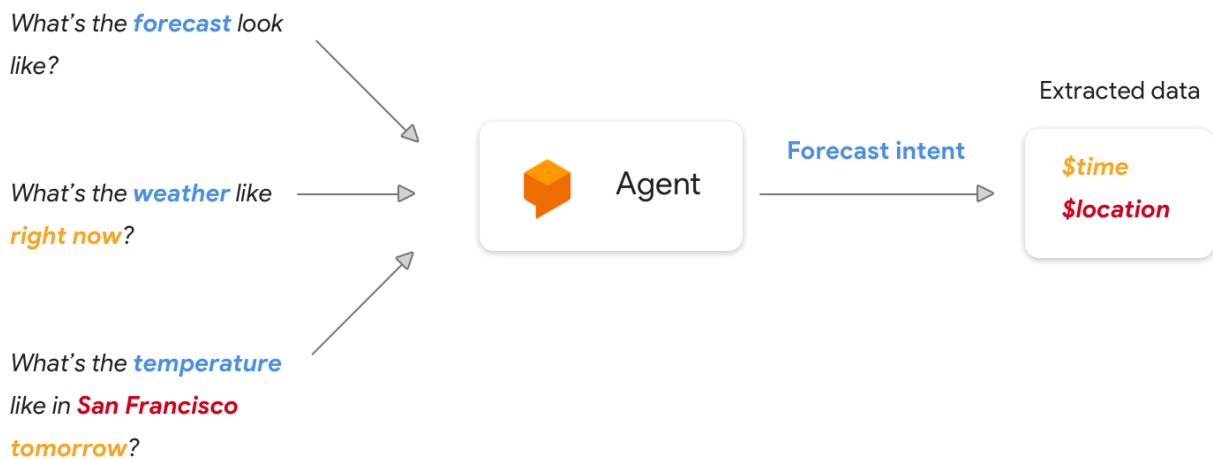 What’s the forecast look
like?
What’s the weather like
right now?
What’s the temperature
like in San Francisco
tomorrow?
Agent
Forecast intent
Extracted data
$time
$location